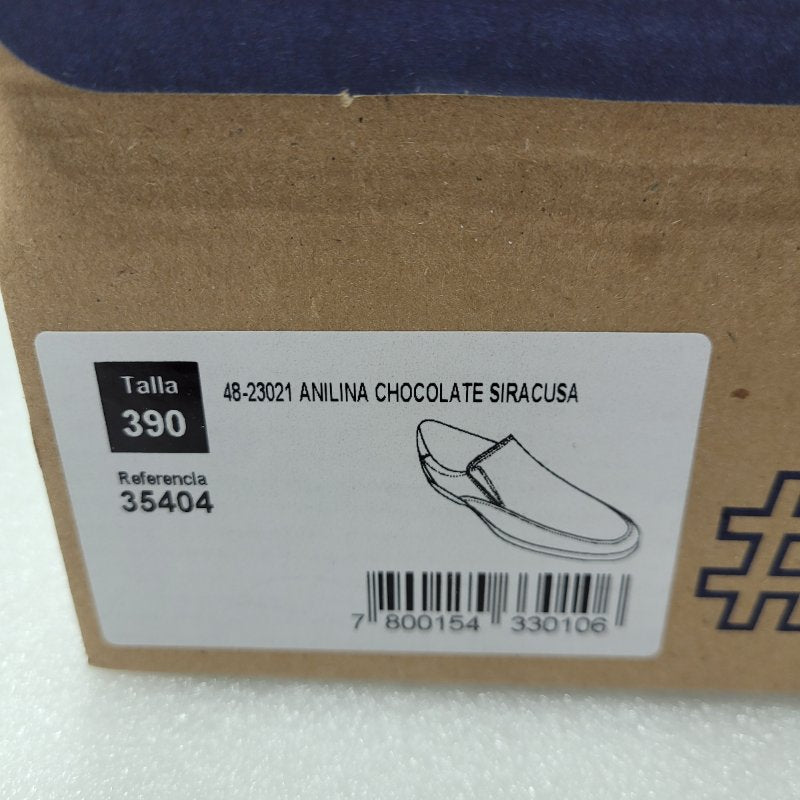 Talla
390
48-23021 ANILINA CHOCOLATE SIRACUSA
Referencia
35404
7 800154 330106
#